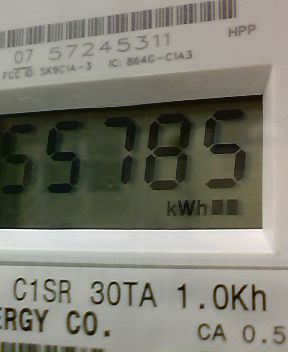 07 57245311 HPP
FCC ID: SK9C1A-3 IC: 864G-C1A3
55785
kWh
C1SR 30TA 1.0Kh
ERGY CO. CA 0.5